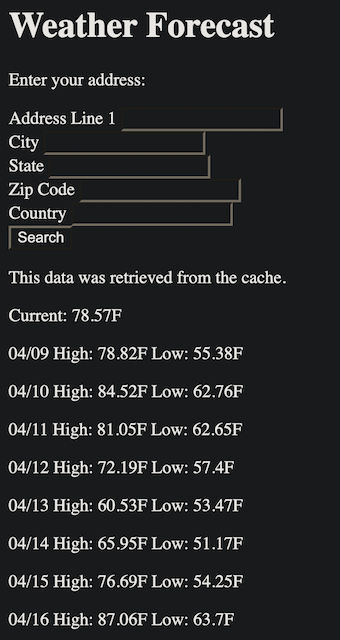 Weather Forecast
Enter your address:
Address Line 1
City
State
Zip Code
Country
Search
This data was retrieved from the cache.
Current: 78.57F
04/09 High: 78.82F Low: 55.38F
04/10 High: 84.52F Low: 62.76F
04/11 High: 81.05F Low: 62.65F
04/12 High: 72.19F Low: 57.4F
04/13 High: 60.53F Low: 53.47F
04/14 High: 65.95F Low: 51.17F
04/15 High: 76.69F Low: 54.25F
04/16 High: 87.06F Low: 63.7F